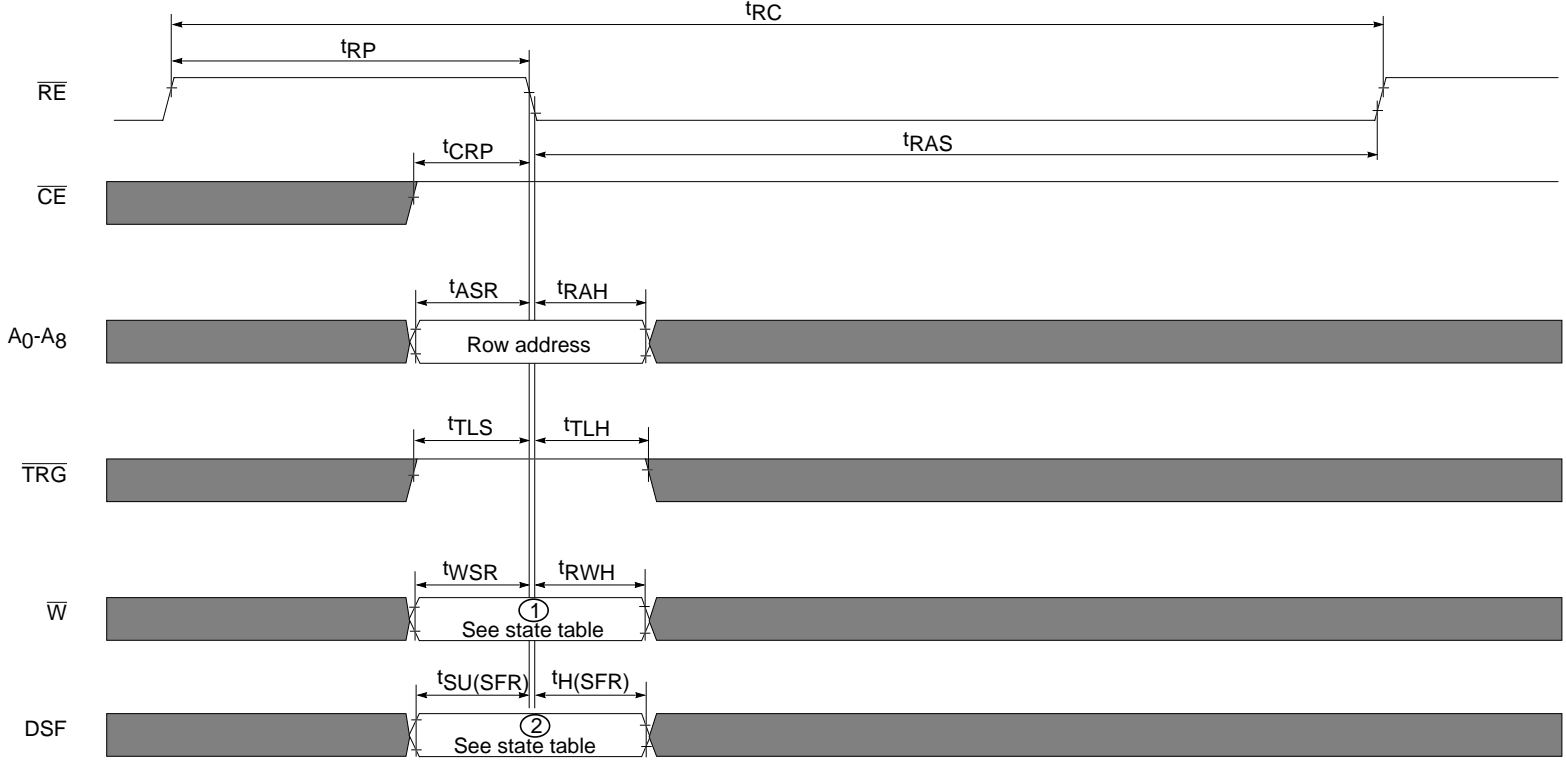 tRC
tRP
RE
tCRP
tRAS
CE
tASR
tRAH
A0-A8
Row address
tTLS
tTLH
TRG
tWSR
tRWH
W
1
See state table
tSU(SFR)
tH(SFR)
DSF
2
See state table